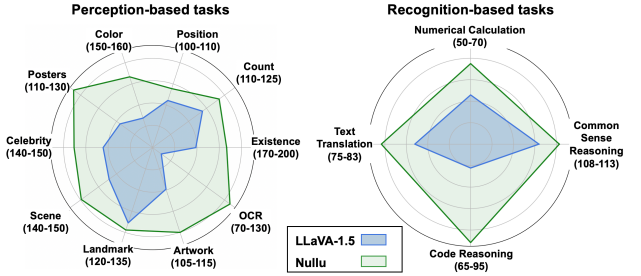 Perception-based tasks
Recognition-based tasks
Color
(150-160)
Position
(100-110)
Count
(110-125)
Existence
(170-200)
OCR
(70-130)
Artwork
(105-115)
Landmark
(120-135)
Scene
(140-150)
Celebrity
(140-150)
Posters
(110-130)
Numerical Calculation
(50-70)
Common
Sense
Reasoning
(108-113)
Code Reasoning
(65-95)
Text
Translation
(75-83)
LLaVA-1.5
Nullu